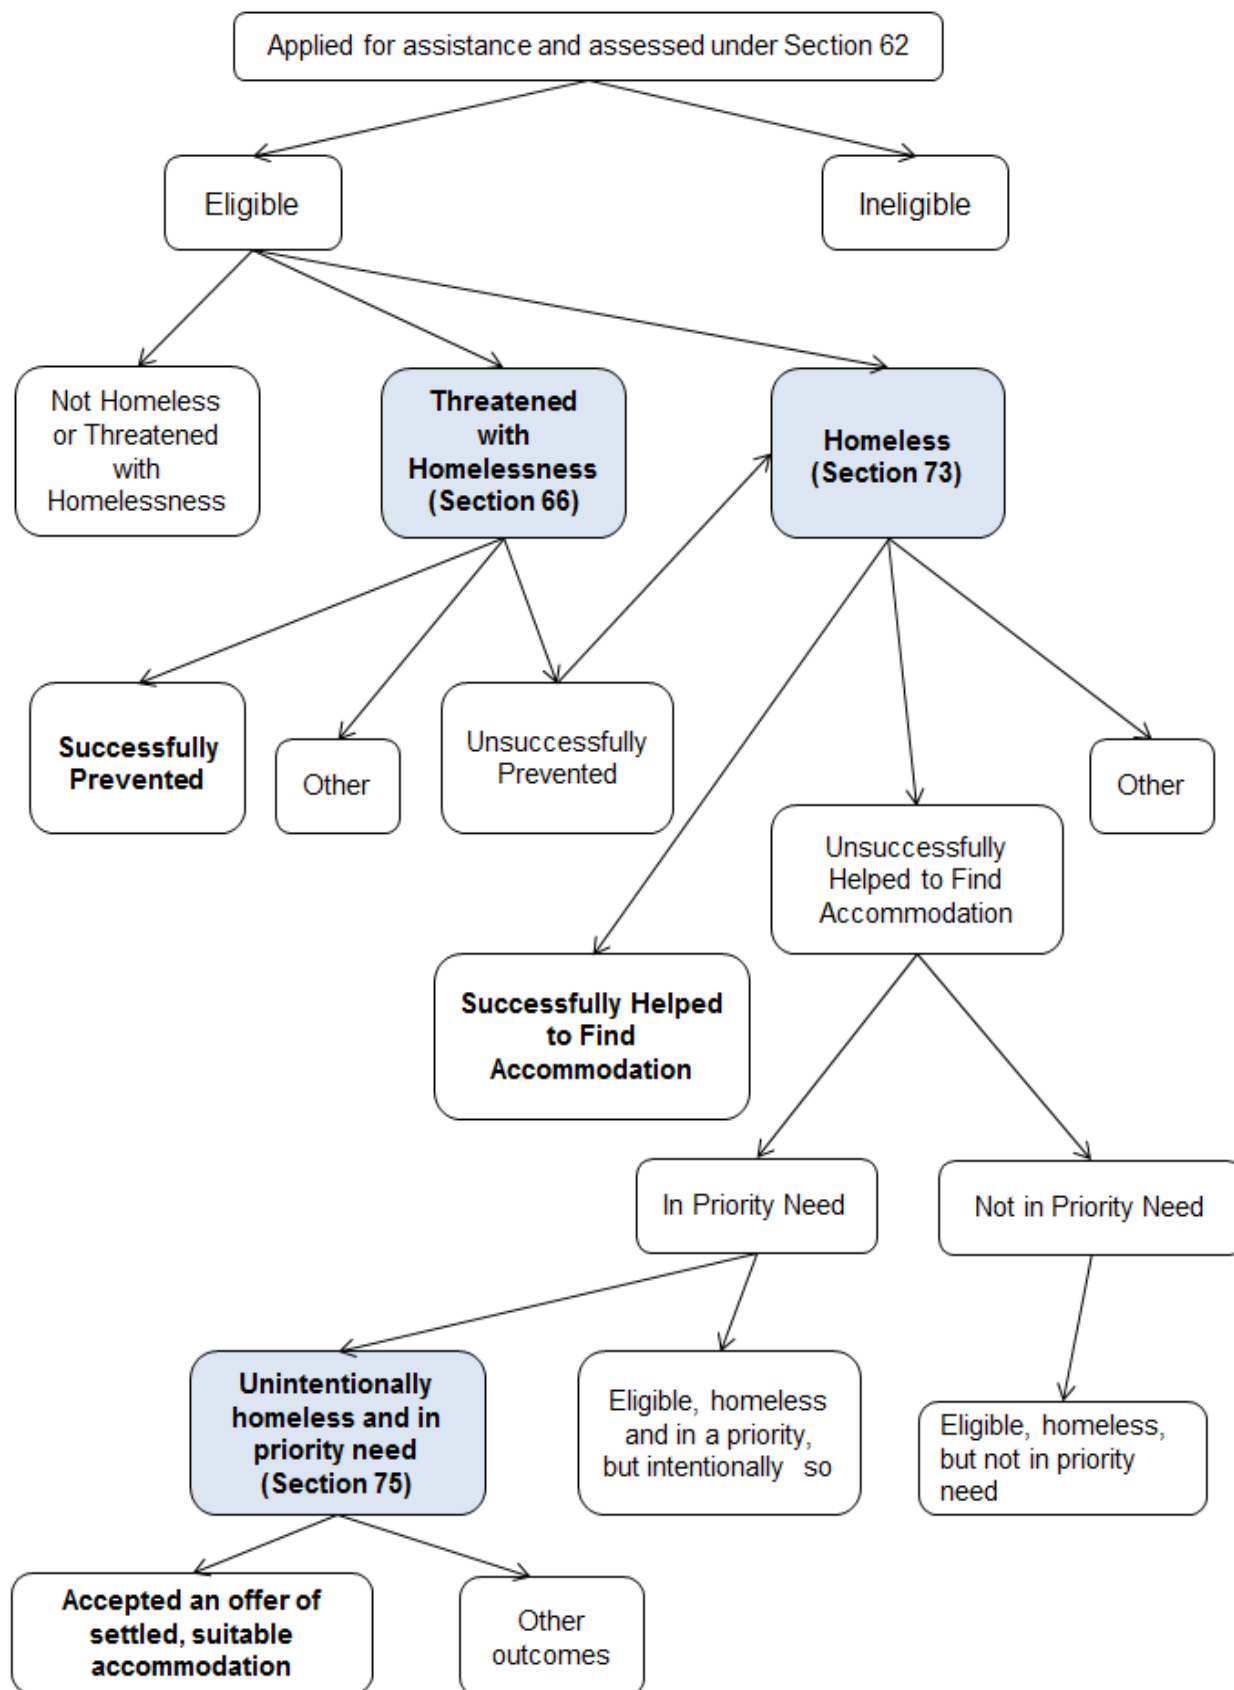 Applied for assistance and assessed under Section 62
Eligible
Ineligible
Not Homeless
or Threatened
with
Homelessness
Threatened
with
Homelessness
(Section 66)
Homeless
(Section 73)
Successfully
Prevented
Other
Unsuccessfully
Prevented
Other
Unsuccessfully
Helped to Find
Accommodation
Successfully Helped
to Find
Accommodation
In Priority Need
Not in Priority Need
Unintentionally
homeless and in
priority need
(Section 75)
Eligible, homeless
and in a priority,
but intentionally so
Eligible, homeless,
but not in priority
need
Accepted an offer of
settled, suitable
accommodation
Other
outcomes